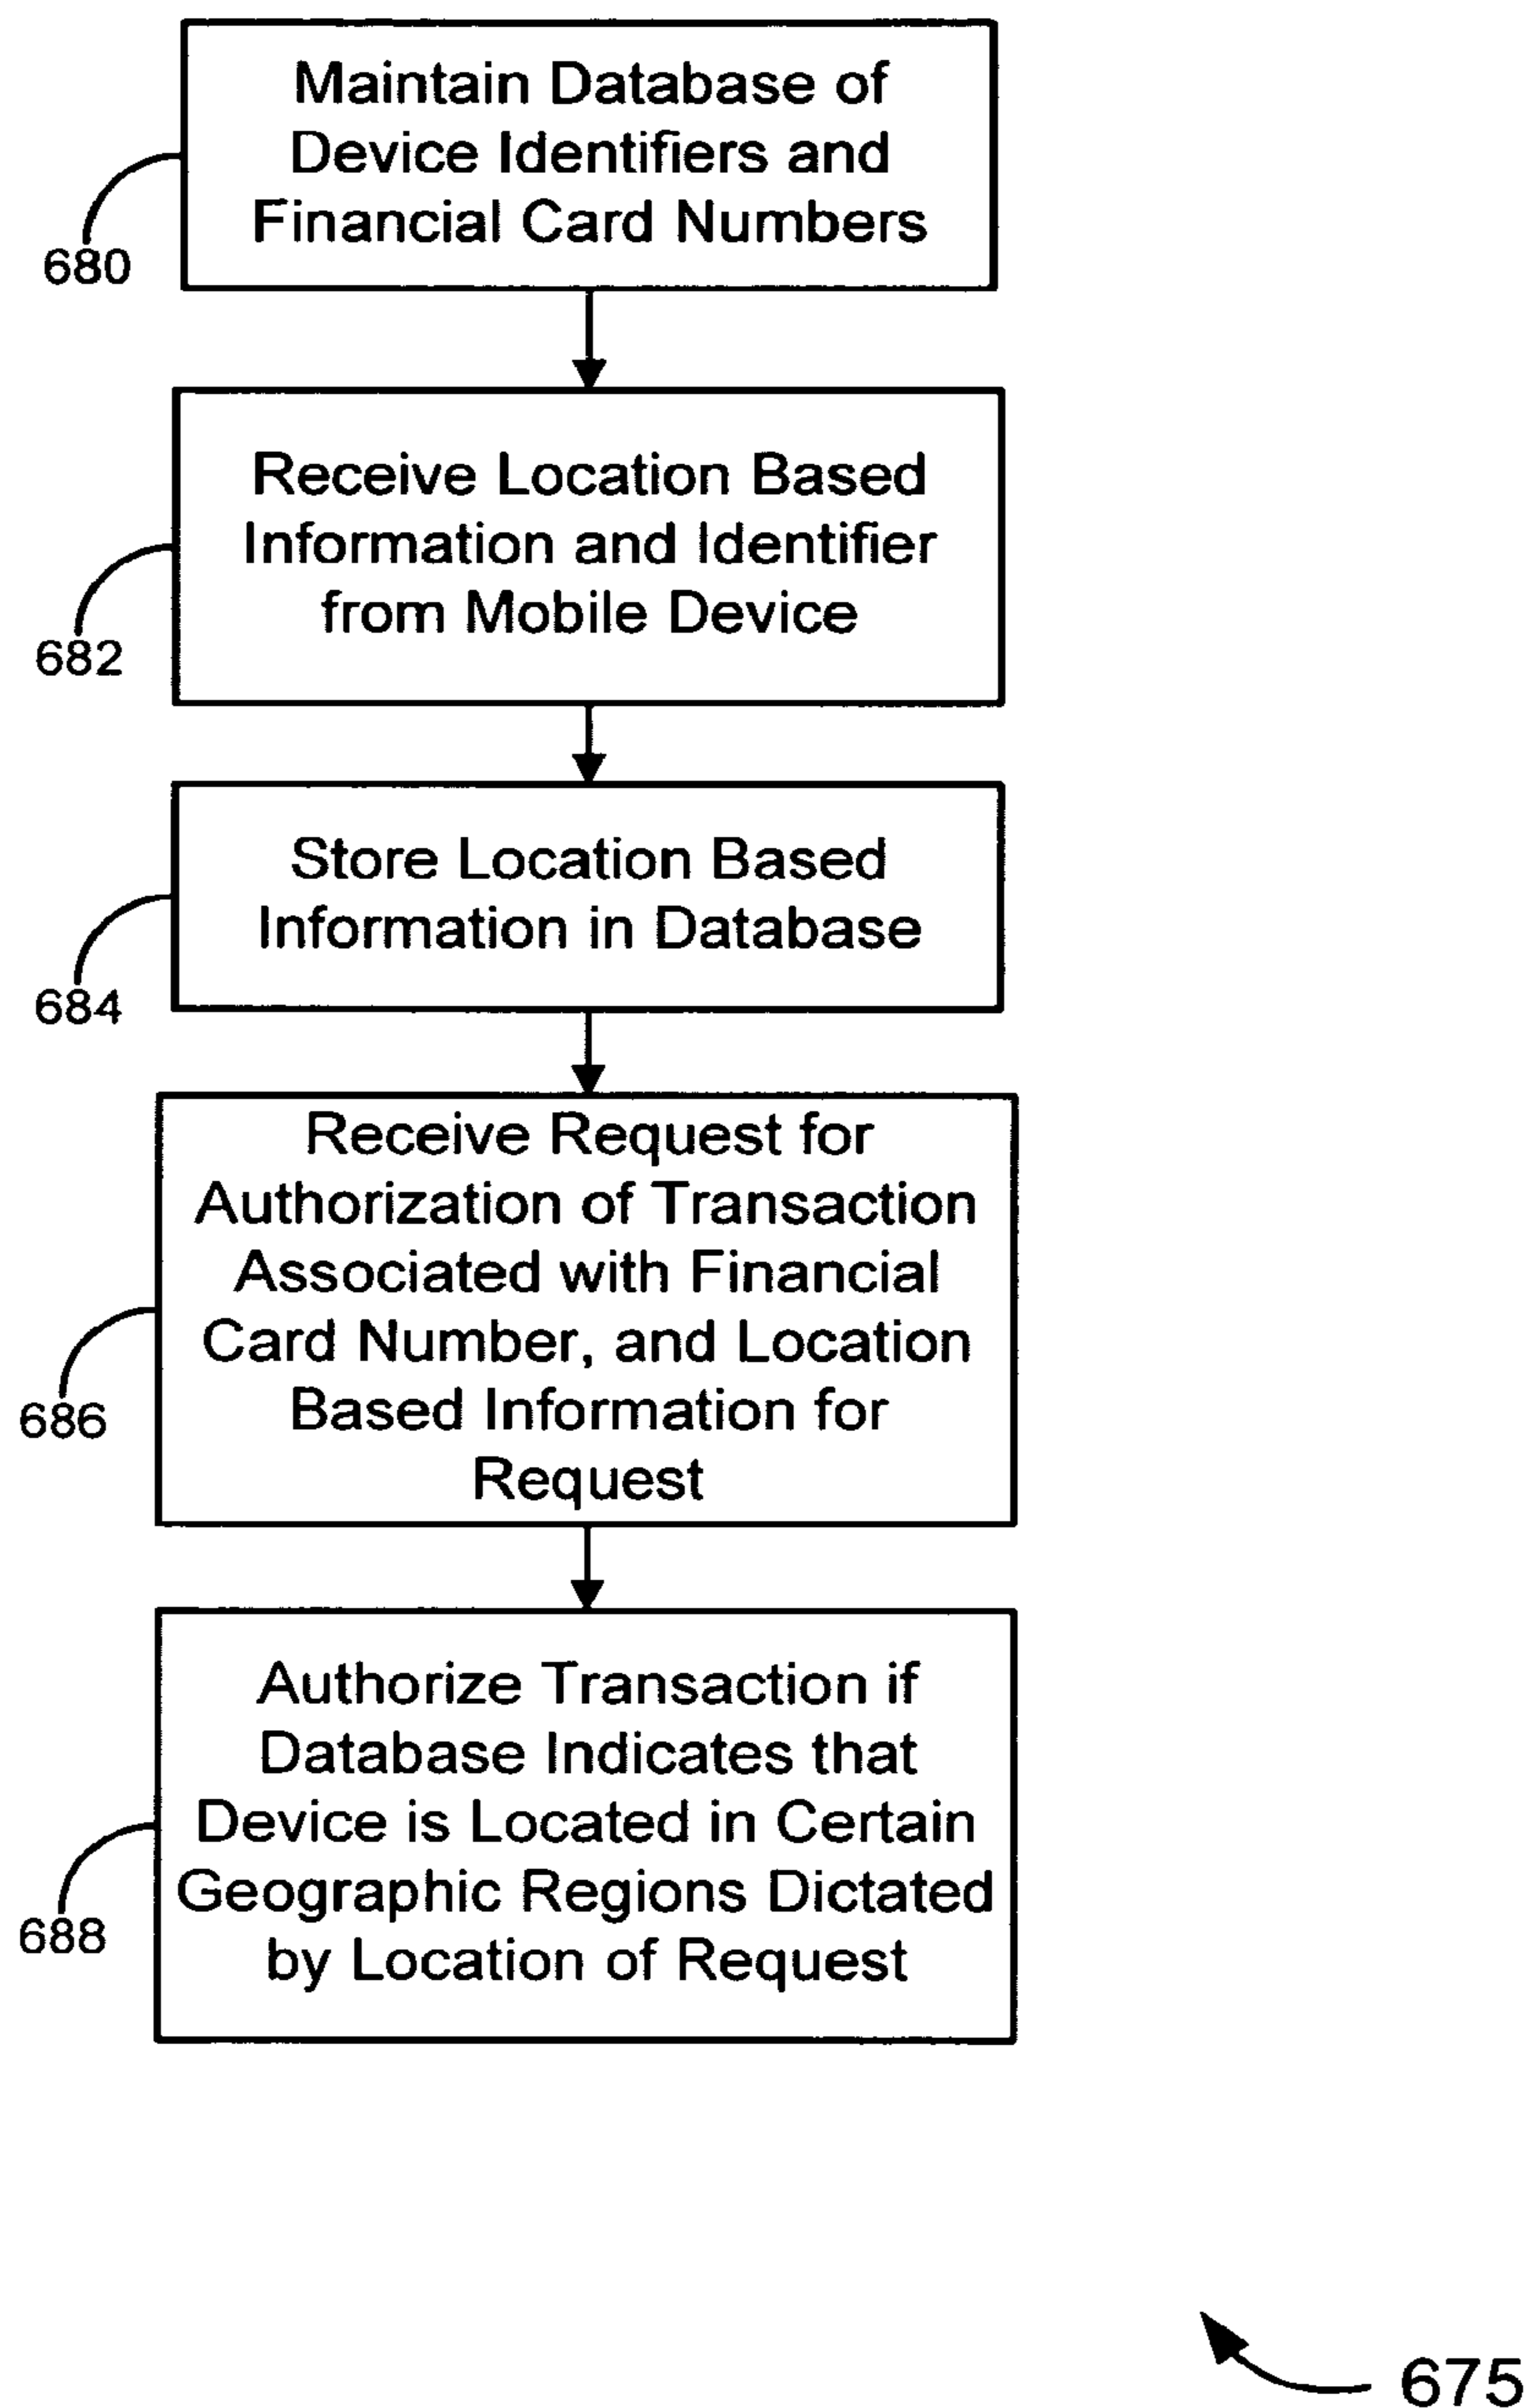 Maintain Database of
Device Identifiers and
Financial Card Numbers
680
Receive Location Based
Information and Identifier
from Mobile Device
682
Store Location Based
Information in Database
684
Receive Request for
Authorization of Transaction
Associated with Financial
Card Number, and Location
Based Information for
Request
686
Authorize Transaction if
Database Indicates that
Device is Located in Certain
Geographic Regions Dictated
by Location of Request
688
675